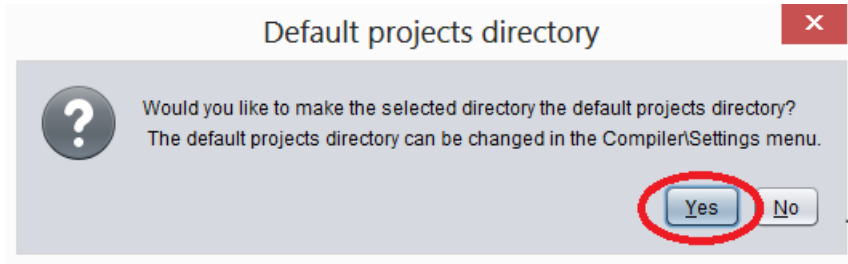 Default projects directory
X
?
Would you like to make the selected directory the default projects directory?
The default projects directory can be changed in the Compiler\Settings menu.
Yes No